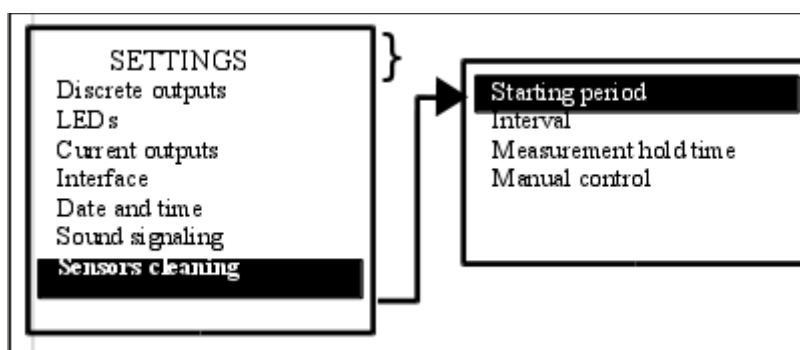 SETTINGS
Discrete outputs
LEDs
Current outputs
Interface
Date and time
Sound signaling
Sensors cleaning
Starting period
Interval
Measurement hold time
Manual control